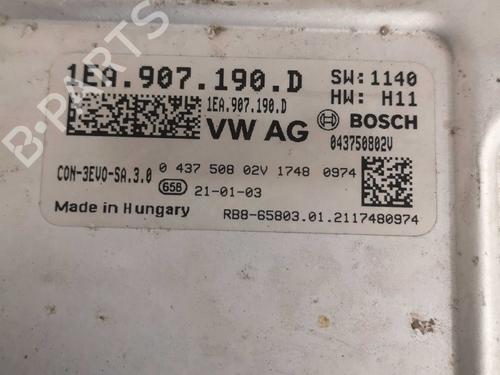 B-PARTS
1EA.907.190.D SW:1140
1EA.907.190.D HW: H11
VW AG BOSCH
043750802V
CON-3EVO-SA.3.0 0 437 508 02V 1748 0974
658 21-01-03
Made in Hungary RB8-65803.01.2117480974